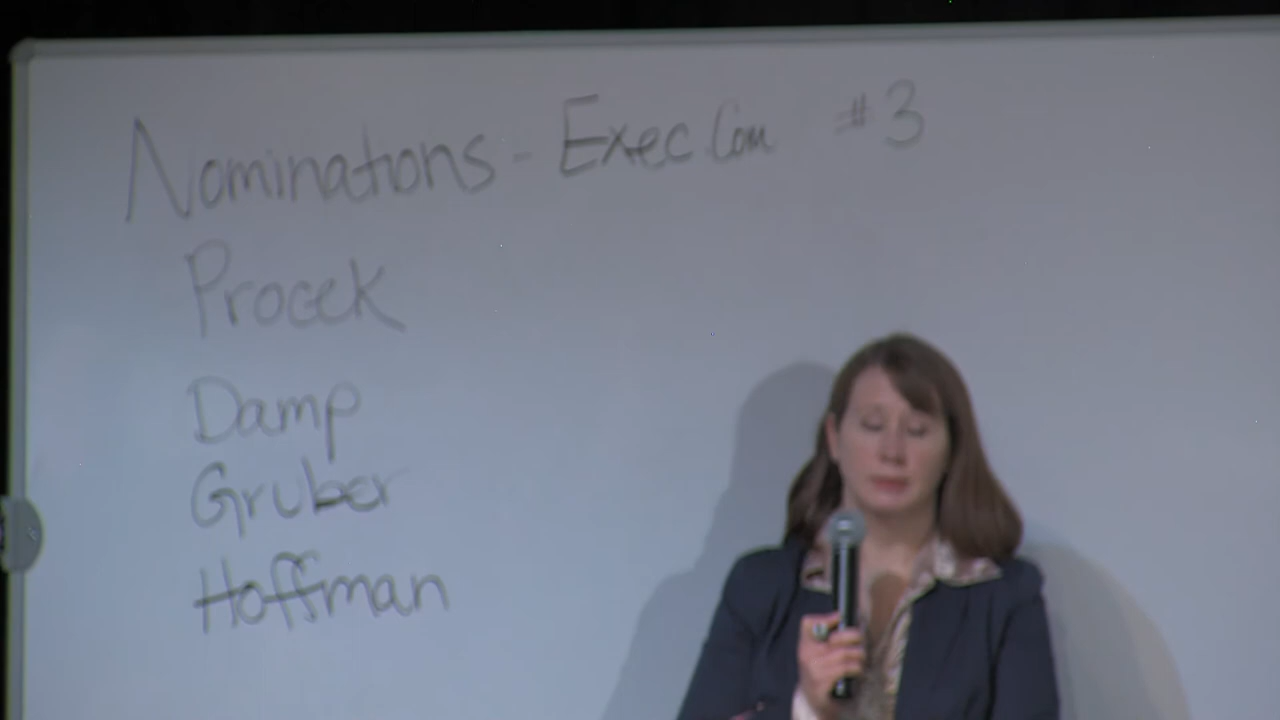 Nominations - Exec Com #3
Procek
Damp
Gruber
Hoffman